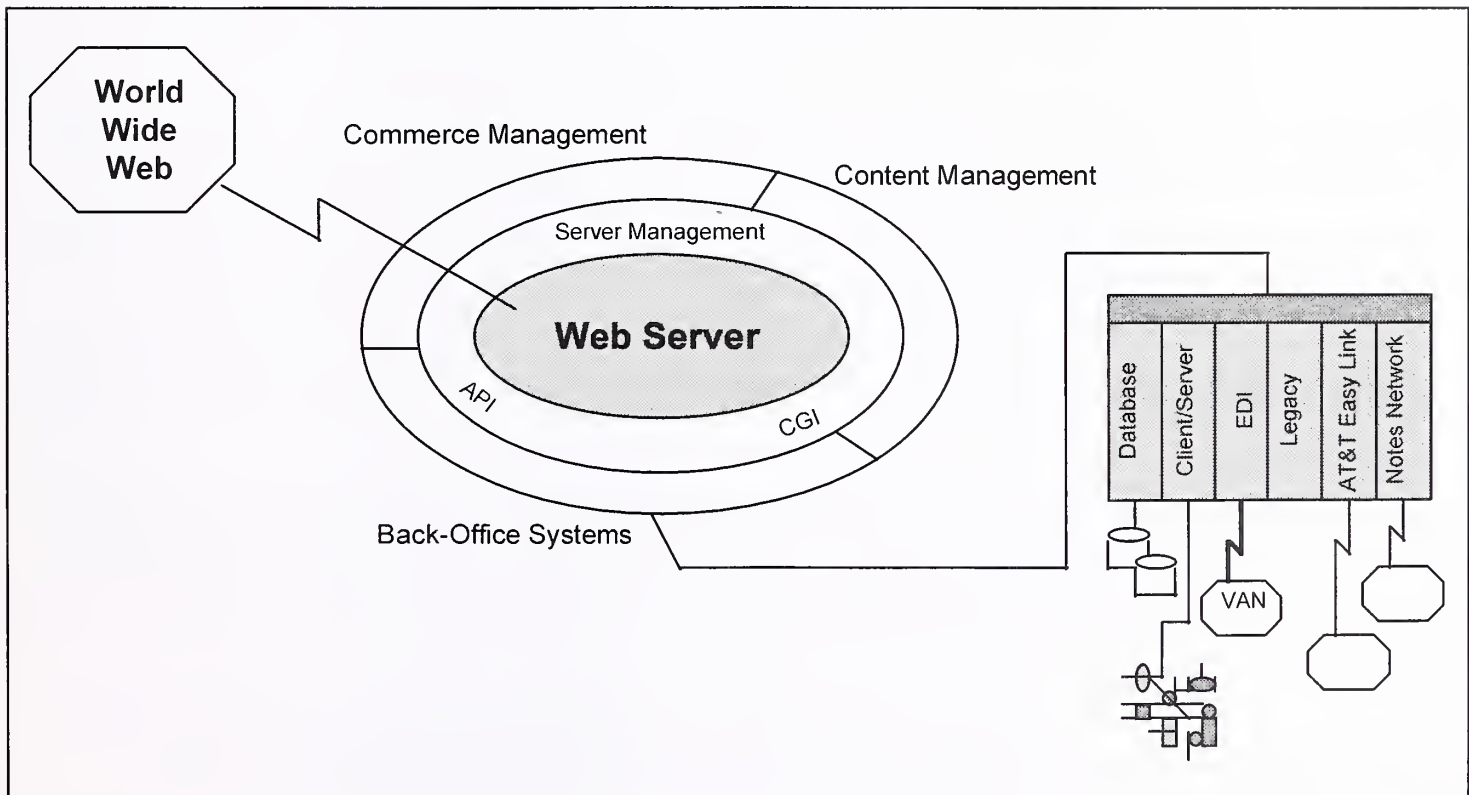 World
Wide
Web
Commerce Management
Content Management
Server Management
Web Server
API
CGI
Back-Office Systems
Database
Client/Server
EDI
Legacy
AT&T Easy Link
Notes Network
VAN